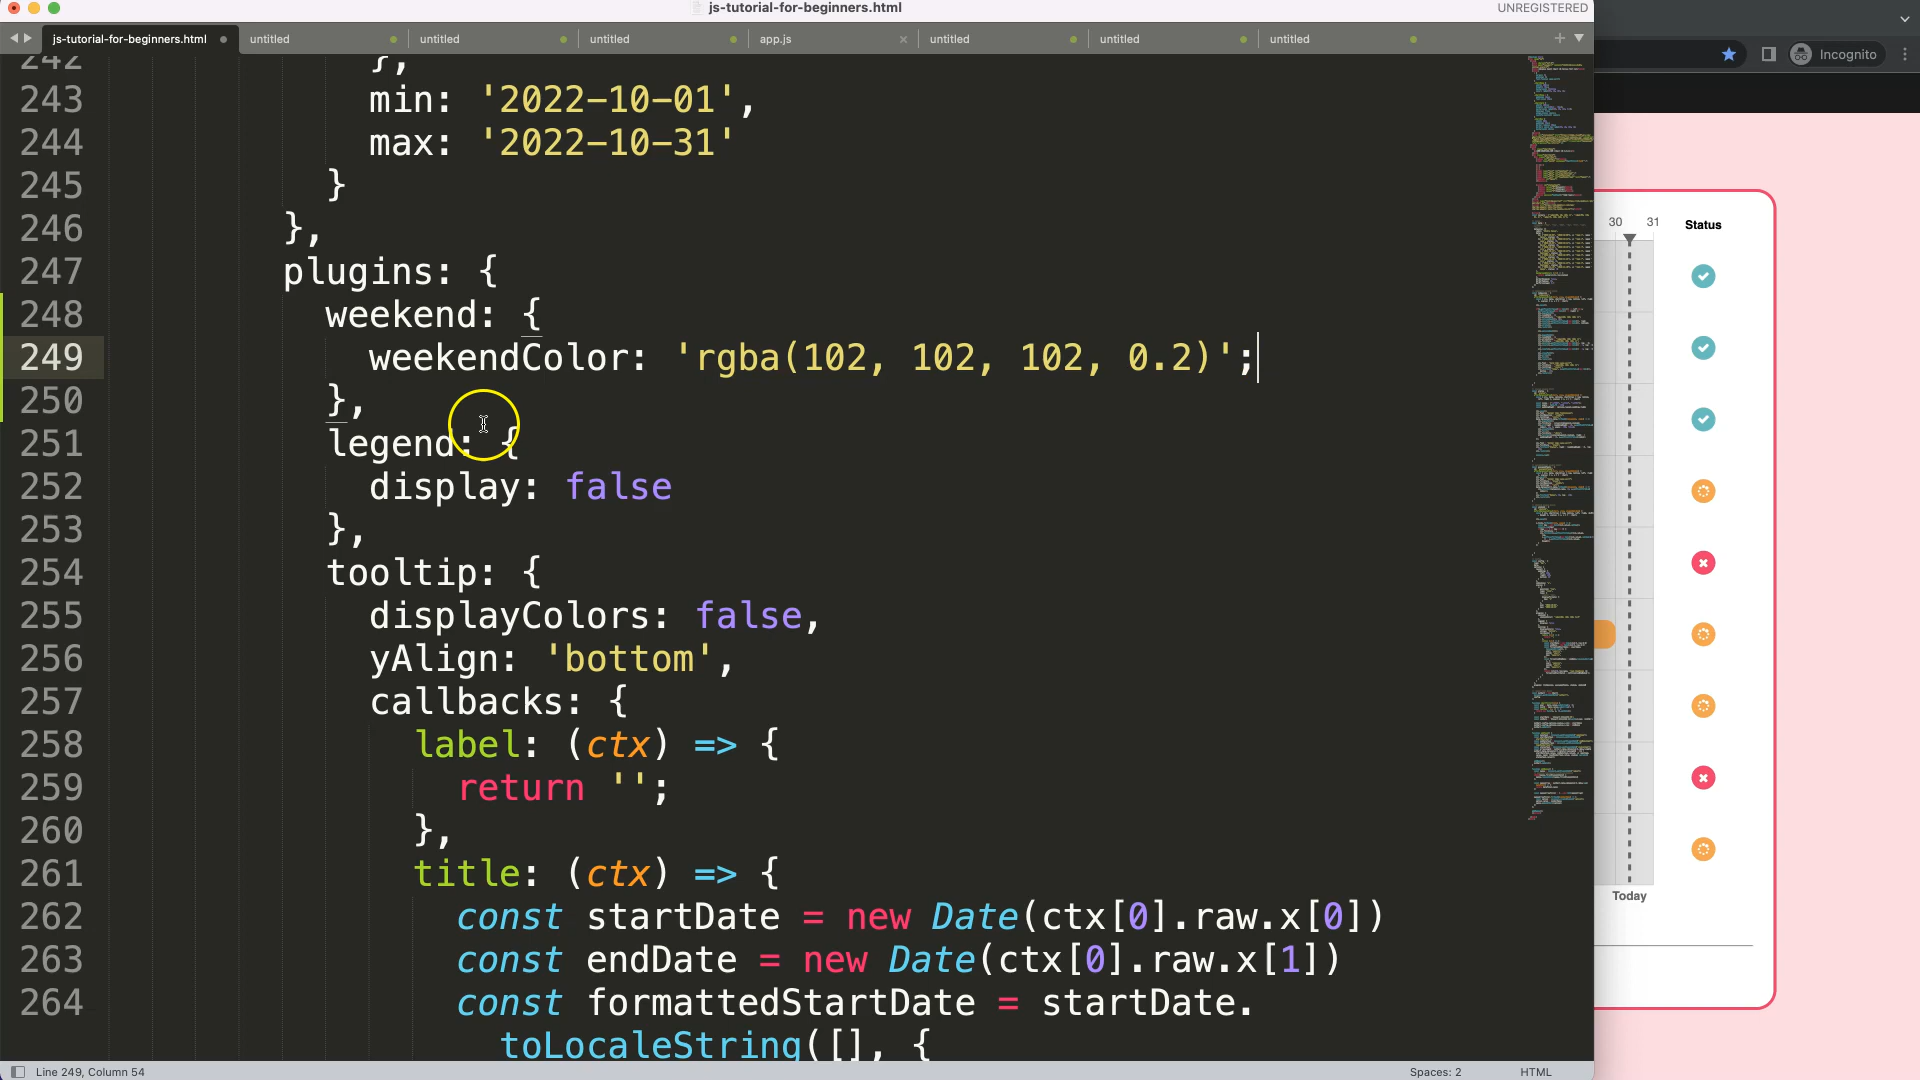 js-tutorial-for-beginners.html
UNREGISTERED
js-tutorial-for-beginners.html
untitled
untitled
untitled
app.js
untitled
untitled
untitled
Incognito
242 },
243 min: '2022-10-01',
244 max: '2022-10-31'
245 }
246 },
247 plugins: {
248 weekend: {
249 weekendColor: 'rgba(102, 102, 102, 0.2)';
250 },
251 legend: {
252 display: false
253 },
254 tooltip: {
255 displayColors: false,
256 yAlign: 'bottom',
257 callbacks: {
258 label: (ctx) => {
259 return '';
260 },
261 title: (ctx) => {
262 const startDate = new Date(ctx[0].raw.x[0])
263 const endDate = new Date(ctx[0].raw.x[1])
264 const formattedStartDate = startDate.
toLocaleString([], {
30 31 Status
Today
Line 249, Column 54
Spaces: 2
HTML